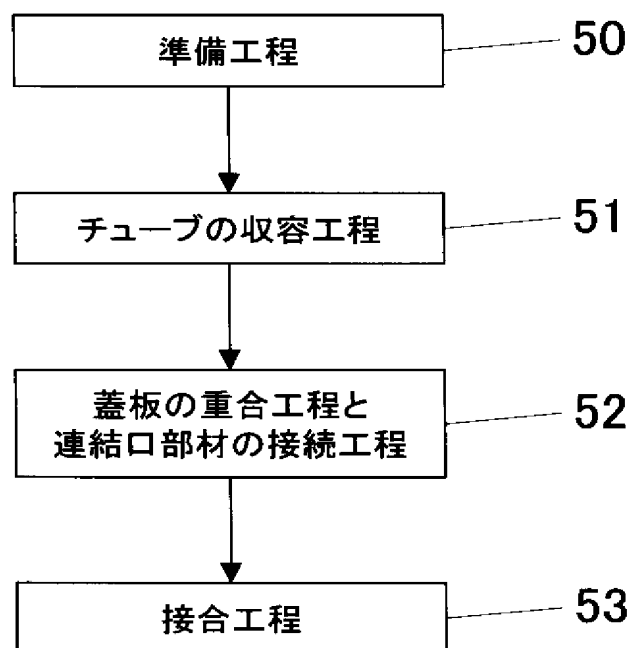 準備工程
50
チューブの収容工程
51
蓋板の重合工程と
連結口部材の接続工程
52
接合工程
53